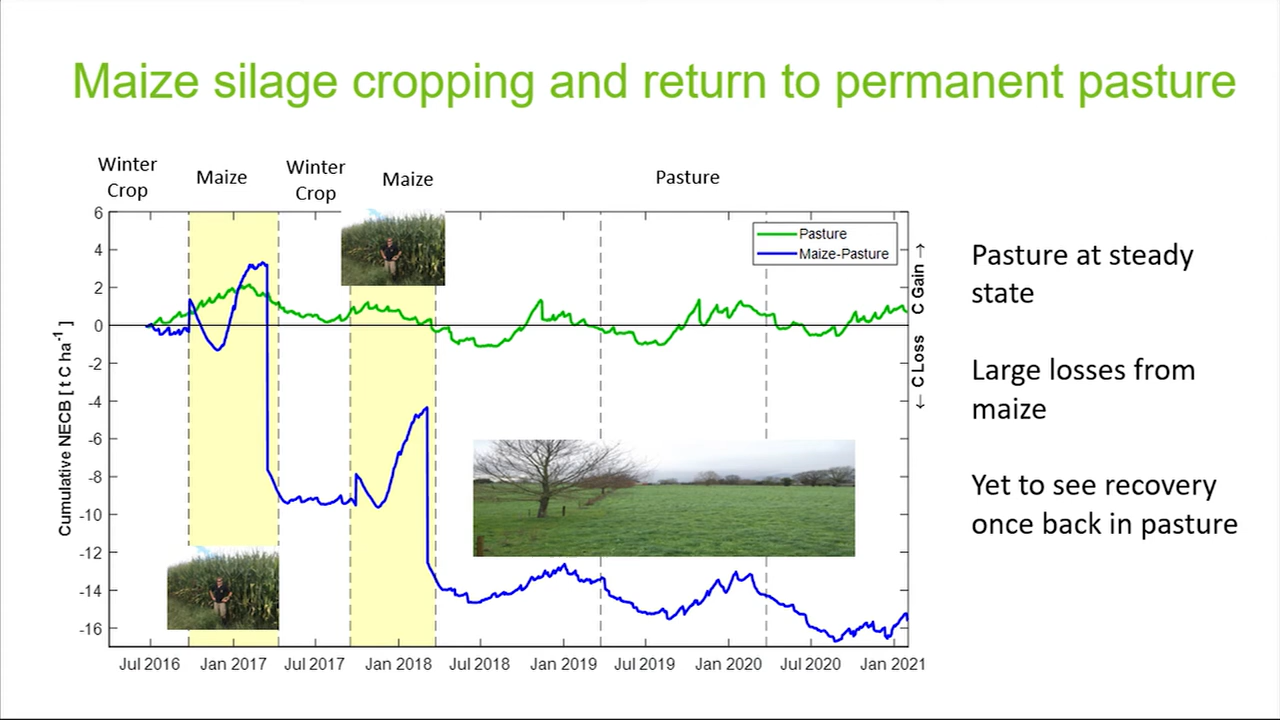 Maize silage cropping and return to permanent pasture
Winter
Crop
Maize
Winter
Crop
Maize
Pasture
6
4
2
0
-2
-4
-6
-8
-10
-12
-14
-16
Cumulative NECB [ t C ha-1 ]
Pasture
Maize-Pasture
← C Loss
C Gain →
Jul 2016
Jan 2017
Jul 2017
Jan 2018
Jul 2018
Jan 2019
Jul 2019
Jan 2020
Jul 2020
Jan 2021
Pasture at steady
state
Large losses from
maize
Yet to see recovery
once back in pasture